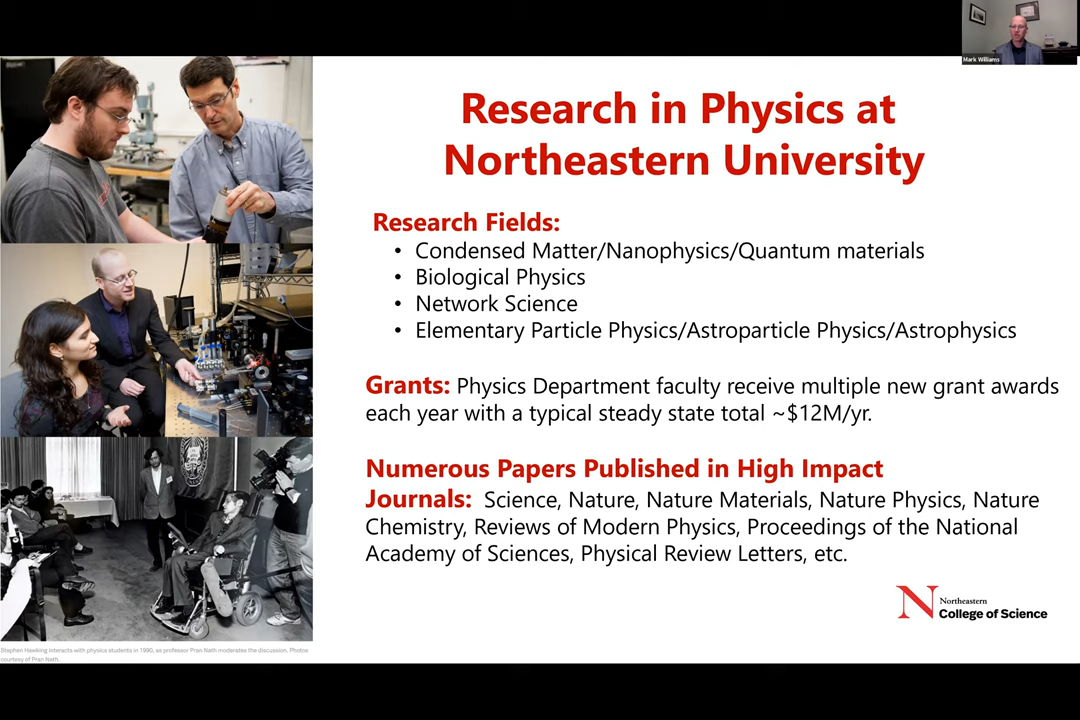 Mark Williams
Research in Physics at
Northeastern University
Research Fields:
• Condensed Matter/Nanophysics/Quantum materials
• Biological Physics
• Network Science
• Elementary Particle Physics/Astroparticle Physics/Astrophysics
Grants: Physics Department faculty receive multiple new grant awards
each year with a typical steady state total ~$12M/yr.
Numerous Papers Published in High Impact
Journals: Science, Nature, Nature Materials, Nature Physics, Nature
Chemistry, Reviews of Modern Physics, Proceedings of the National
Academy of Sciences, Physical Review Letters, etc.
N Northeastern
College of Science
Stephen Hawking interacts with physics students in 1990, as professor Pran Nath moderates the discussion. Photos
courtesy of Pran Nath.